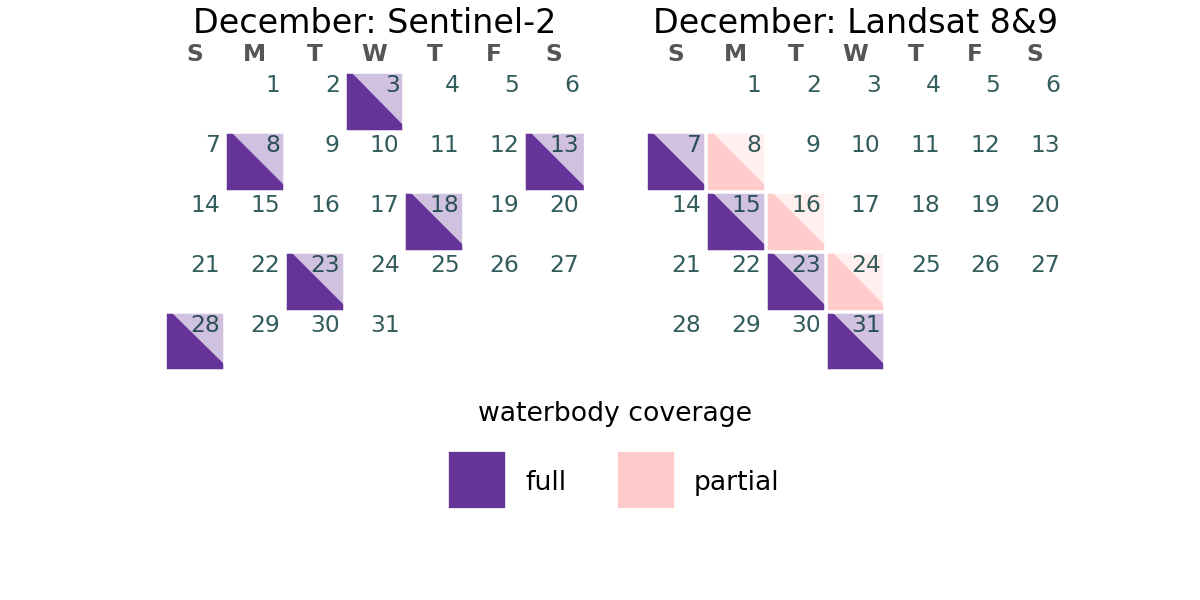 December: Sentinel-2
S M T W T F S
1 2 3 4 5 6
7 8 9 10 11 12 13
14 15 16 17 18 19 20
21 22 23 24 25 26 27
28 29 30 31
December: Landsat 8&9
S M T W T F S
1 2 3 4 5 6
7 8 9 10 11 12 13
14 15 16 17 18 19 20
21 22 23 24 25 26 27
28 29 30 31
waterbody coverage
full partial